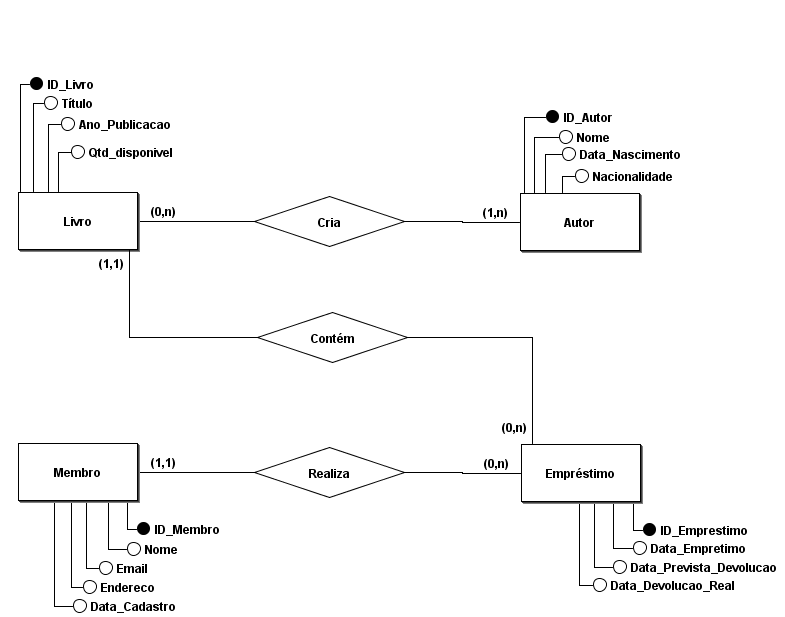 ID_Livro
Título
Ano_Publicacao
Qtd_disponivel
Livro
(0,n)
Cria
(1,n)
ID_Autor
Nome
Data_Nascimento
Nacionalidade
Autor
(1,1)
Contém
(0,n)
Membro
(1,1)
Realiza
(0,n)
Empréstimo
ID_Membro
Nome
Email
Endereco
Data_Cadastro
ID_Emprestimo
Data_Empretimo
Data_Prevista_Devolucao
Data_Devolucao_Real